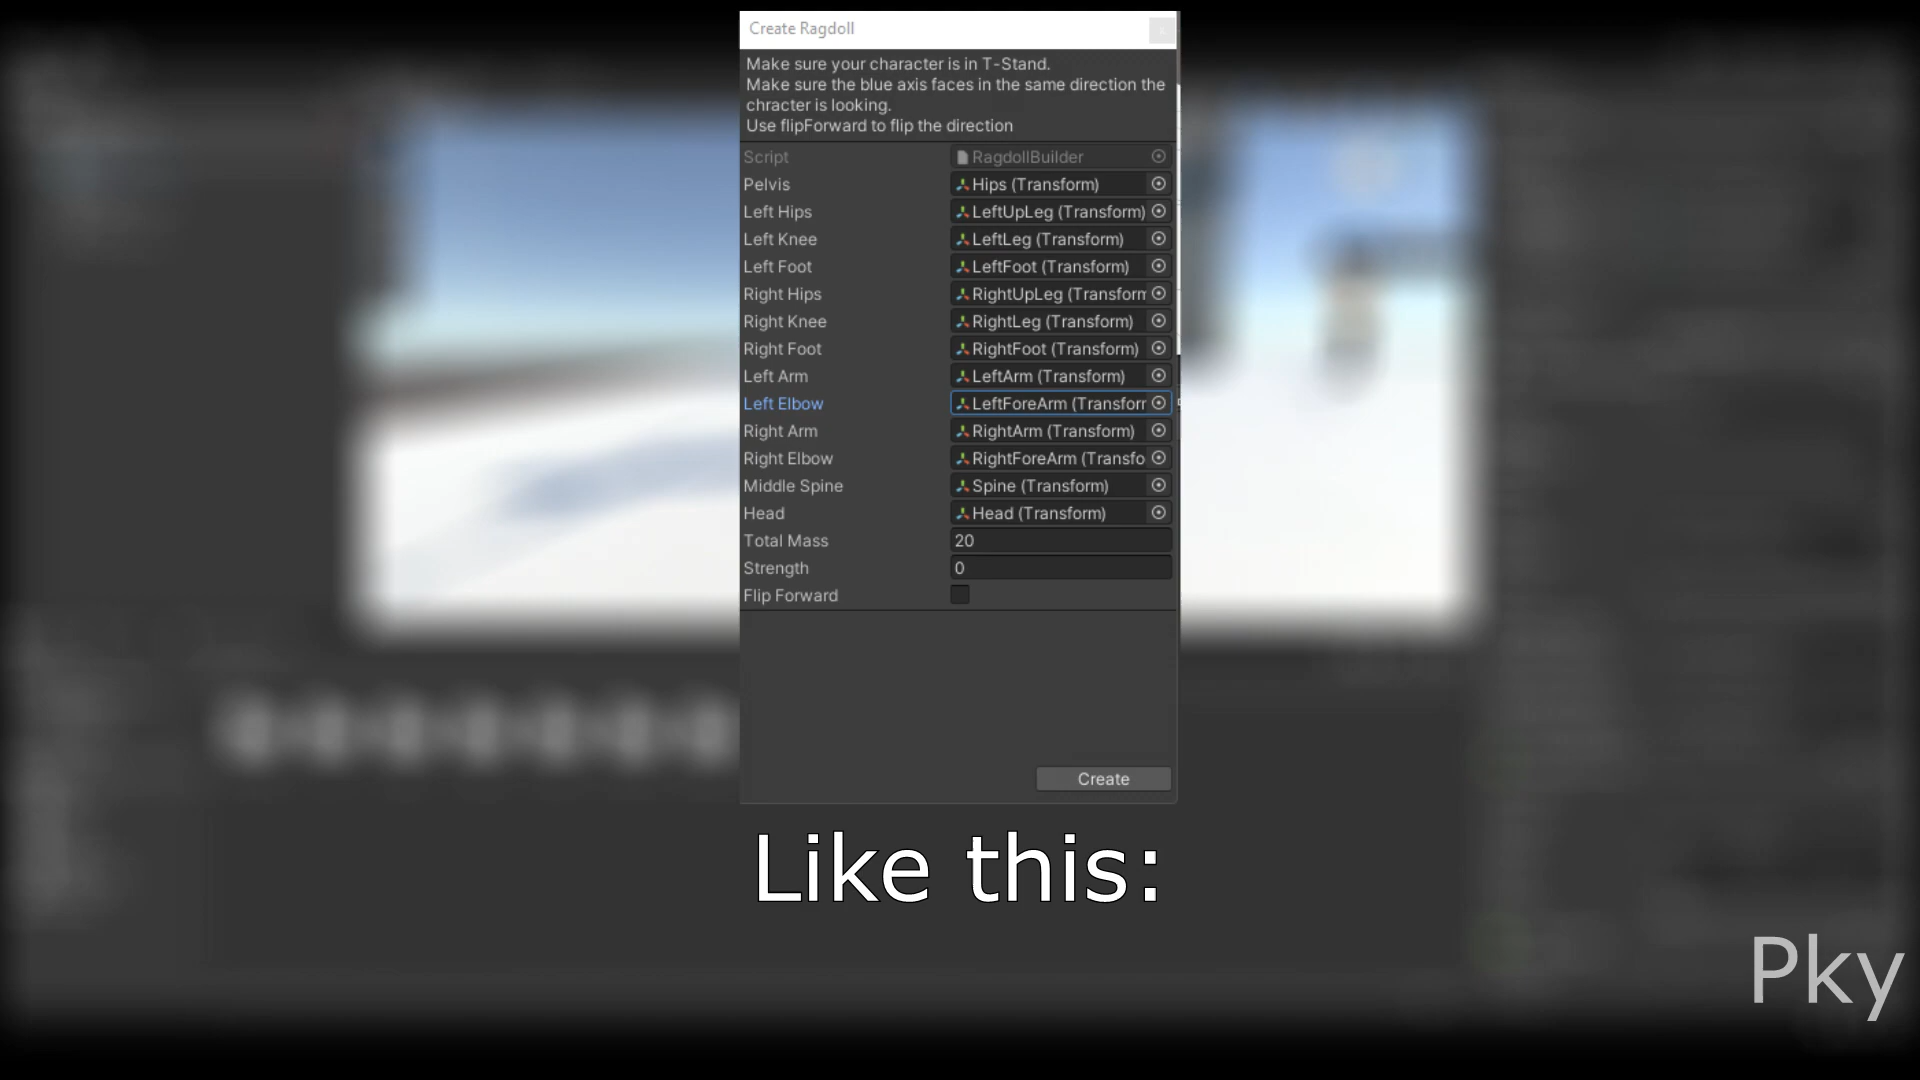 Create Ragdoll
Make sure your character is in T-Stand.
Make sure the blue axis faces in the same direction the
chracter is looking.
Use flipForward to flip the direction
Script RagdollBuilder
Pelvis Hips (Transform)
Left Hips LeftUpLeg (Transform)
Left Knee LeftLeg (Transform)
Left Foot LeftFoot (Transform)
Right Hips RightUpLeg (Transform
Right Knee RightLeg (Transform)
Right Foot RightFoot (Transform)
Left Arm LeftArm (Transform)
Left Elbow LeftForeArm (Transforr
Right Arm RightArm (Transform)
Right Elbow RightForeArm (Transfo
Middle Spine Spine (Transform)
Head Head (Transform)
Total Mass 20
Strength 0
Flip Forward
Create
Like this:
Pky